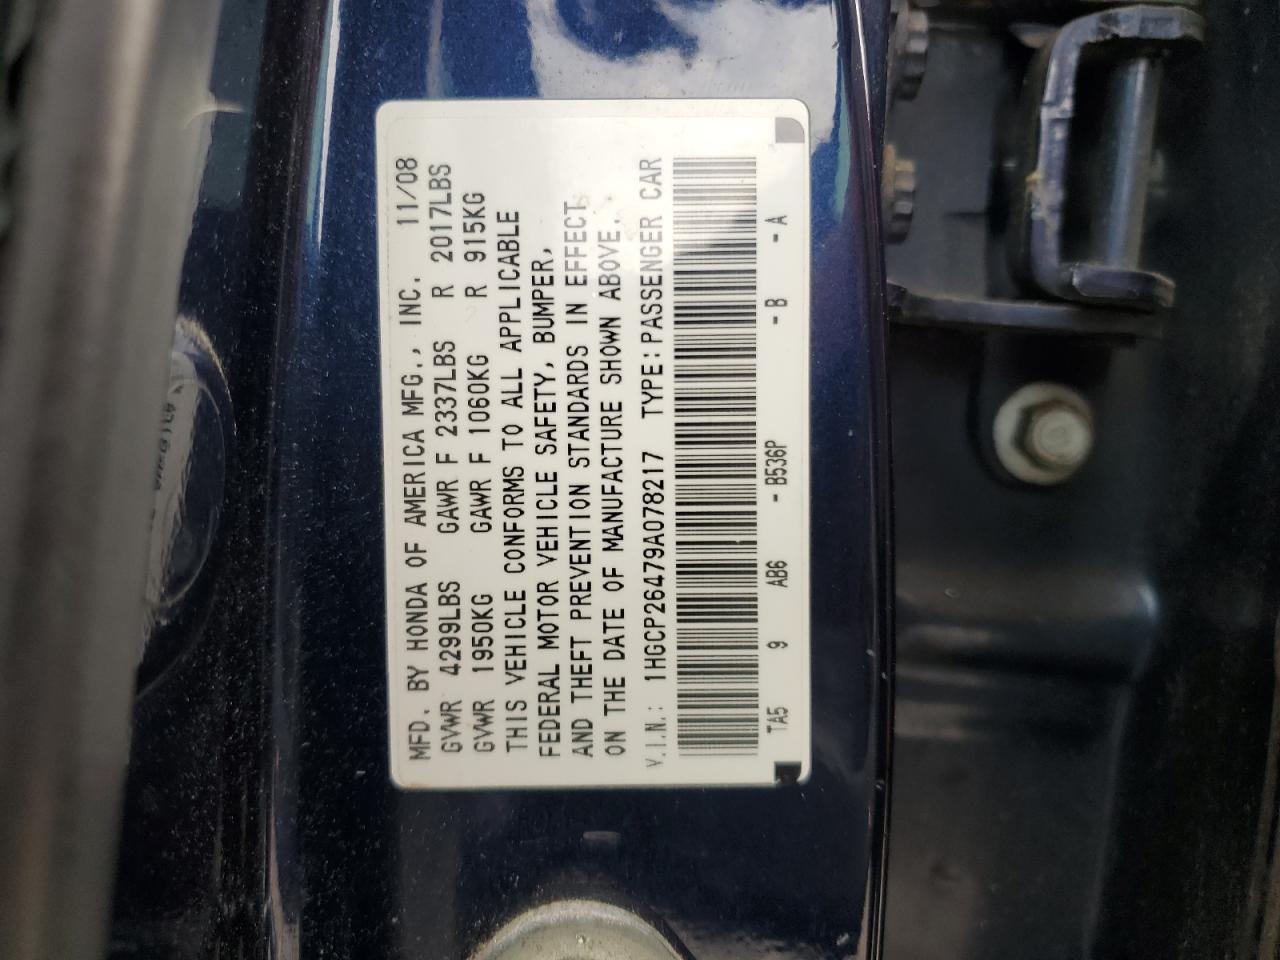 MFD. BY HONDA OF AMERICA MFG., INC. 11/08
GVWR 4299LBS GAWR F 2337LBS R 2017LBS
GVWR 1950KG GAWR F 1060KG R 915KG
THIS VEHICLE CONFORMS TO ALL APPLICABLE
FEDERAL MOTOR VEHICLE SAFETY, BUMPER,
AND THEFT PREVENTION STANDARDS IN EFFECT
ON THE DATE OF MANUFACTURE SHOWN ABOVE.
V.I.N.: 1HGCP26479A078217 TYPE:PASSENGER CAR
TA5 9 AB6 - B536P - B - A